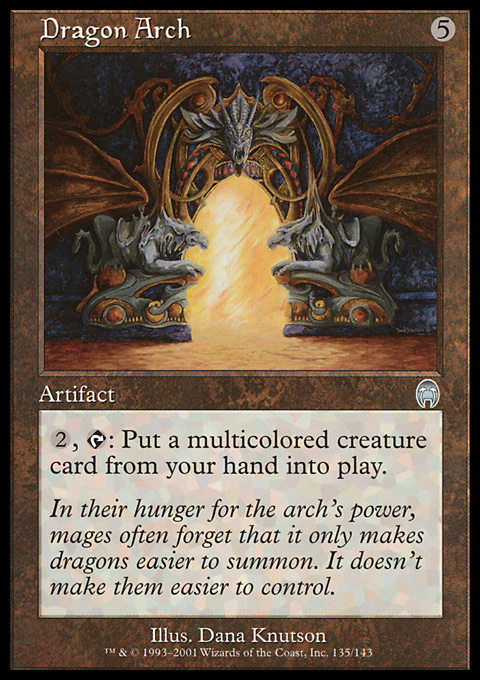 Dragon Arch 5
Artifact
2, : Put a multicolored creature
card from your hand into play.
In their hunger for the arch's power,
mages often forget that it only makes
dragons easier to summon. It doesn't
make them easier to control.
Illus. Dana Knutson
™ & © 1993–2001 Wizards of the Coast, Inc. 135/143